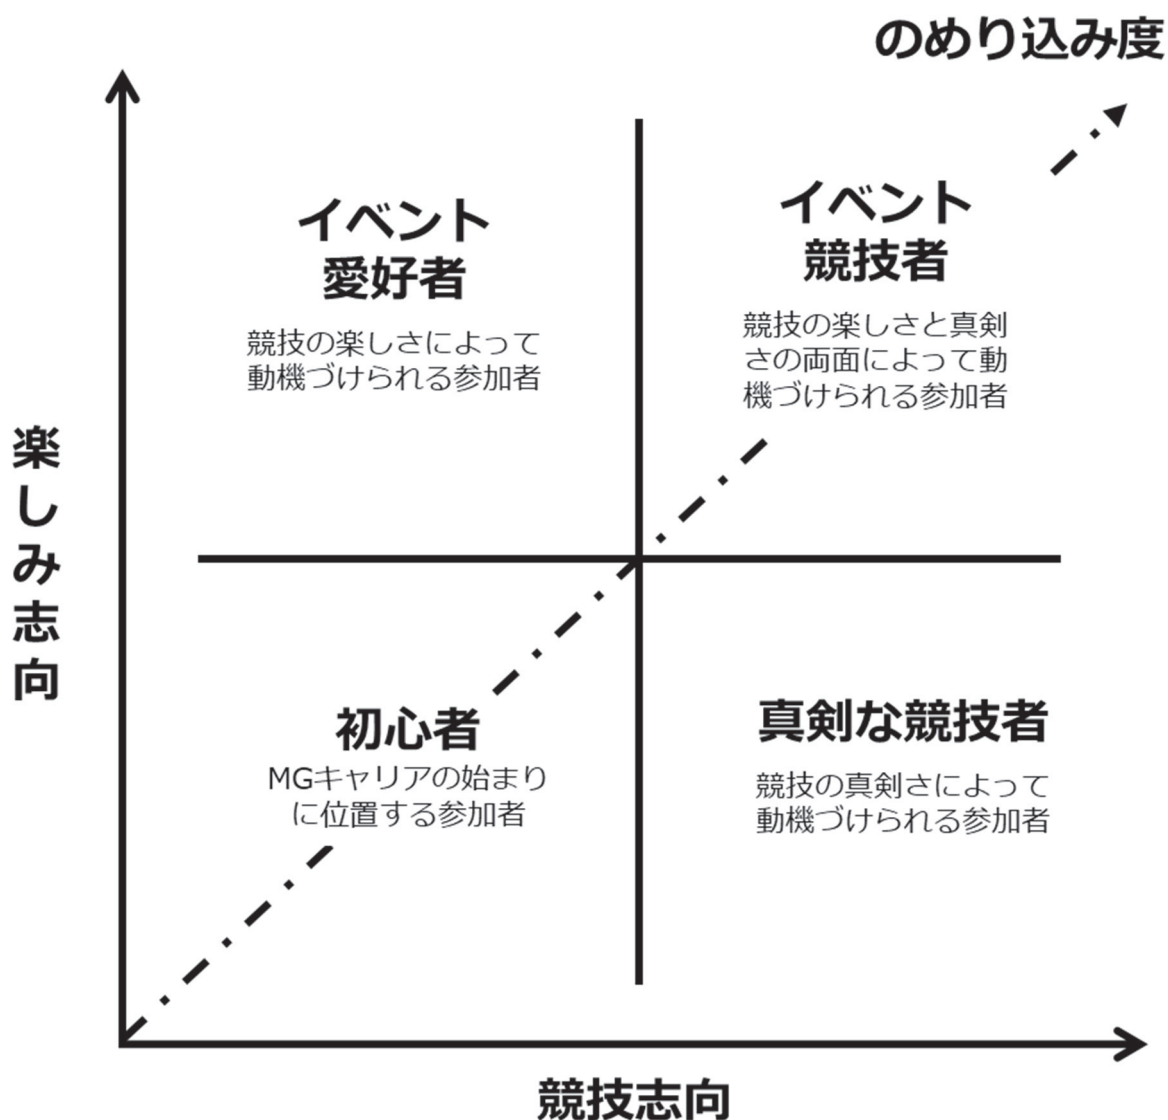 のめり込み度
イベント
愛好者
競技の楽しさによって
動機づけられる参加者
イベント
競技者
競技の楽しさと真剣
さの両面によって動
機づけられる参加者
楽しみ志向
初心者
MGキャリアの始まり
に位置する参加者
真剣な競技者
競技の真剣さによって
動機づけられる参加者
競技志向